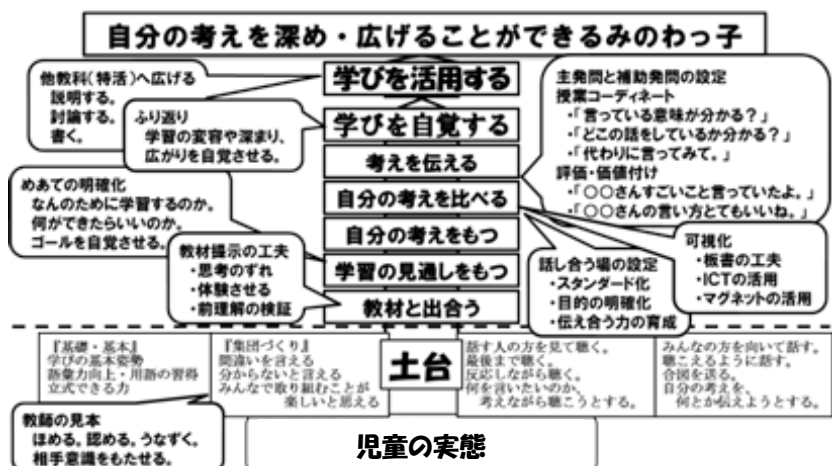 自分の考えを深め・広げることができるみのわっ子
他教科(特活)へ広げる
説明する。
討論する。
書く。
ふり返り
学習の変容や深まり、
広がりを自覚させる。
めあての明確化
なんのために学習するのか。
何ができたらいいのか。
ゴールを自覚させる。
教材提示の工夫
・思考のずれ
・体験させる
・前理解の検証
学びを活用する
学びを自覚する
考えを伝える
自分の考えを比べる
自分の考えをもつ
学習の見通しをもつ
教材と出合う
主発問と補助発問の設定
授業コーディネート
・「言っている意味が分かる?」
・「どこの話をしているか分かる?」
・「代わりに言ってみて。」
評価・価値付け
・「○○さんすごいこと言っていたよ。」
・「○○さんの言い方とてもいいね。」
話し合う場の設定
・スタンダード化
・目的の明確化
・伝え合う力の育成
可視化
・板書の工夫
・ICTの活用
・マグネットの活用
『基礎・基本』
学びの基本姿勢
語彙力向上・用語の習得
立式できる力
『集団づくり』
間違いを言える
分からないと言える
みんなで取り組むことが
楽しいと思える
土台
話す人の方を見て聴く。
最後まで聴く。
反応しながら聴く。
何を言いたいのか、
考えながら聴こうとする。
みんなの方を向いて話す。
聴こえるように話す。
合図を送る。
自分の考えを、
何とか伝えようとする。
教師の見本
ほめる。認める。うなずく。
相手意識をもたせる。
児童の実態